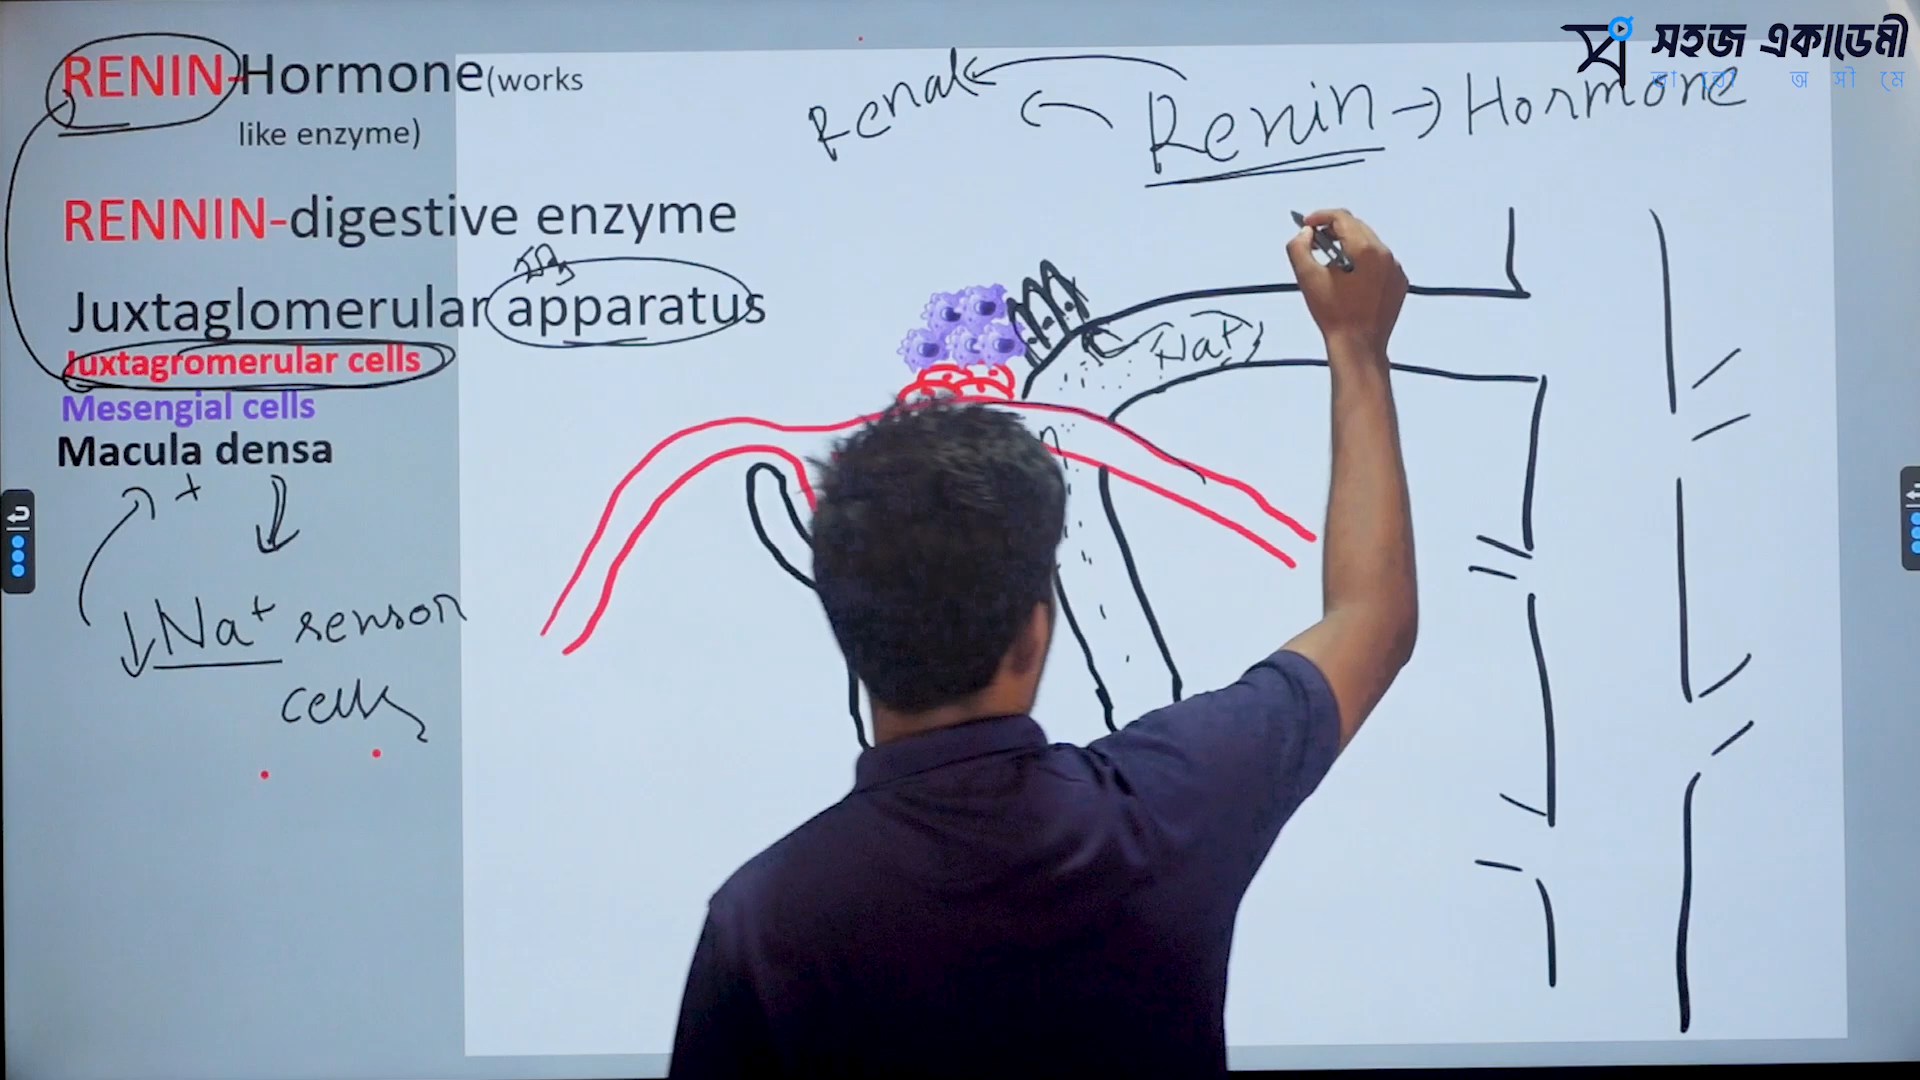 সহজ একাডেমী
RENIN-Hormone(works
like enzyme)
Renal
Renin → Hormone
RENNIN-digestive enzyme
Juxtaglomerular apparatus
Juxtagromerular cells
Mesengial cells
Macula densa
+
↓Na+ sensor
cells
Na+